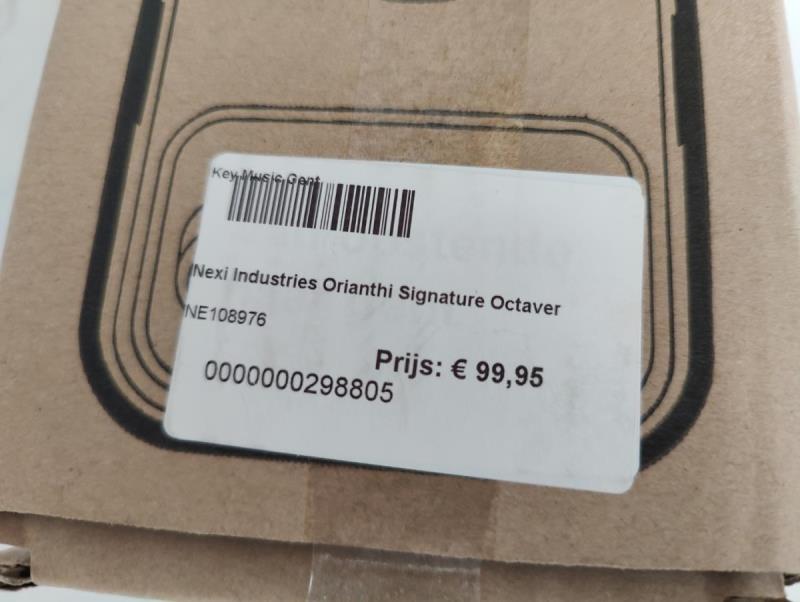 Key Music Gent
Nexi Industries Orianthi Signature Octaver
NE108976
Prijs: € 99,95
0000000298805